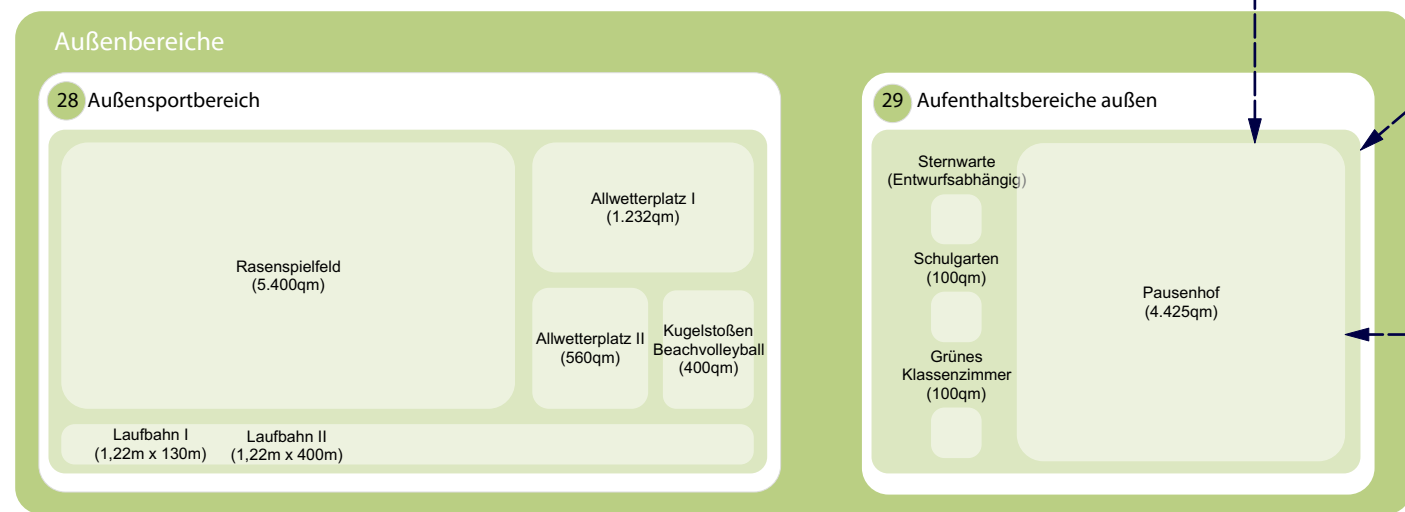 Außenbereiche
28 Außensportbereich
Rasenspielfeld
(5.400qm)
Allwetterplatz I
(1.232qm)
Allwetterplatz II
(560qm)
Kugelstoßen
Beachvolleyball
(400qm)
Laufbahn I
(1,22m x 130m)
Laufbahn II
(1,22m x 400m)
29 Aufenthaltsbereiche außen
Sternwarte
(Entwurfsabhängig)
Schulgarten
(100qm)
Grünes
Klassenzimmer
(100qm)
Pausenhof
(4.425qm)